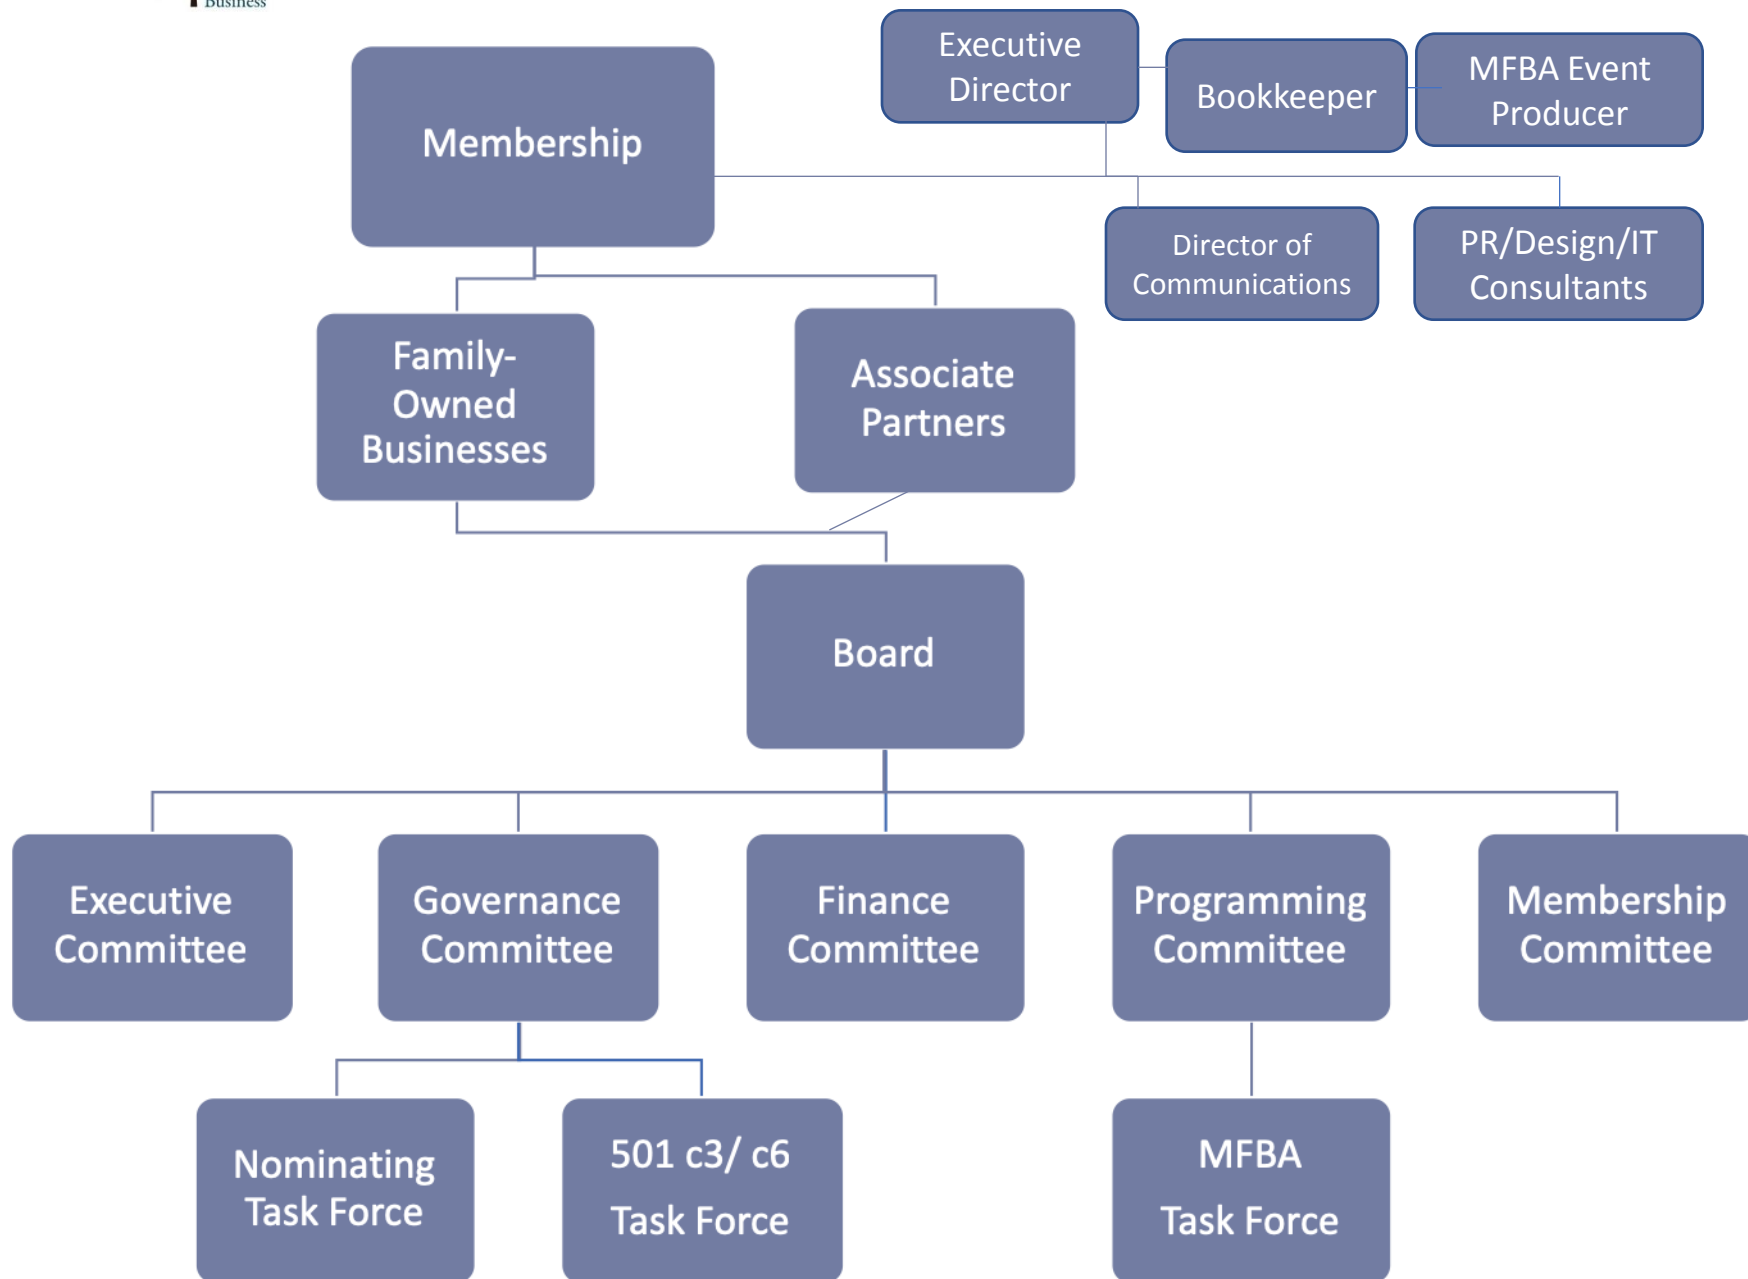 Business
Executive
Director
Bookkeeper
MFBA Event
Producer
Membership
Director of
Communications
PR/Design/IT
Consultants
Family-
Owned
Businesses
Associate
Partners
Board
Executive
Committee
Governance
Committee
Finance
Committee
Programming
Committee
Membership
Committee
Nominating
Task Force
501 c3/ c6
Task Force
MFBA
Task Force